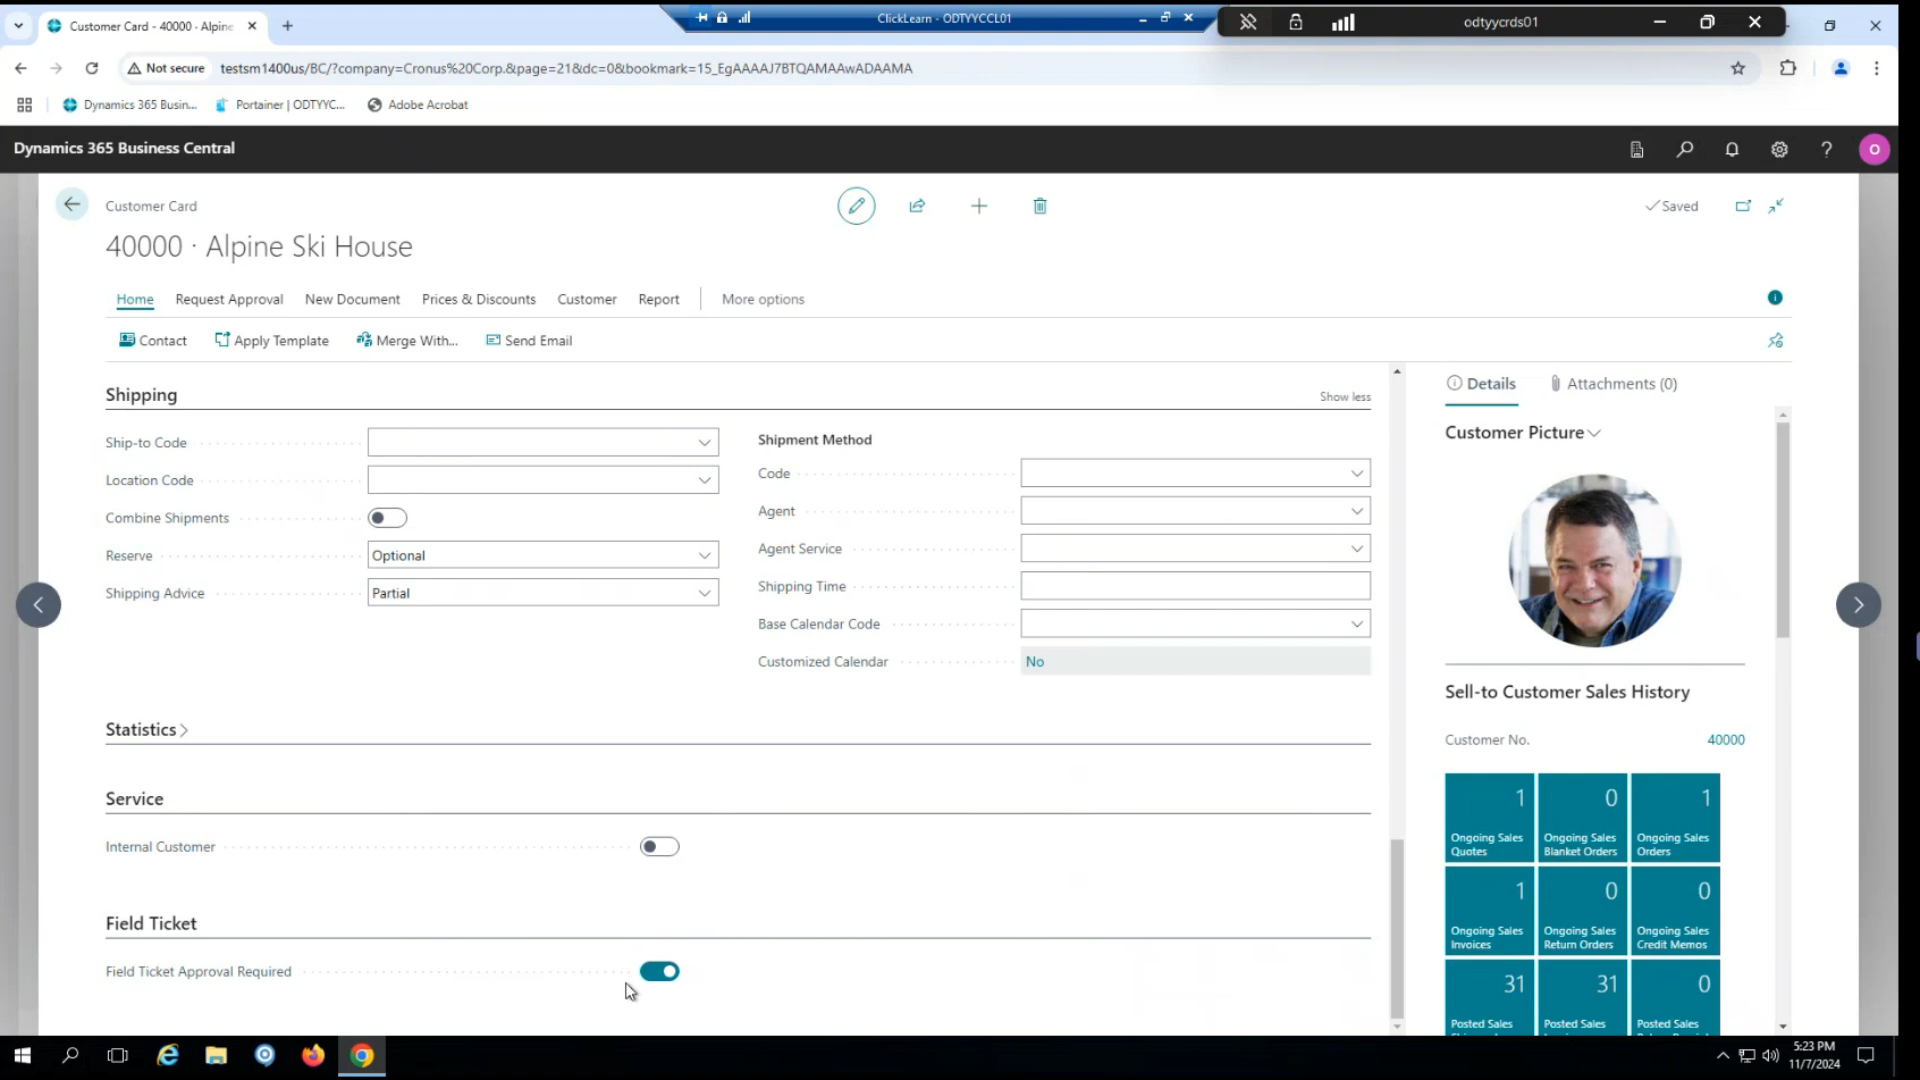 Customer Card - 40000 · Alpine
ClickLearn - ODTYYCCL01
odtyycrds01
Not secure
testsm1400us/BC/?company=Cronus%20Corp.&page=21&dc=0&bookmark=15_EgAAAAJ7BTQAMAAwADAAMA
Dynamics 365 Busin...
Portainer | ODTYYC...
Adobe Acrobat
Dynamics 365 Business Central
O
Customer Card
Saved
40000 · Alpine Ski House
Home
Request Approval
New Document
Prices & Discounts
Customer
Report
More options
Contact
Apply Template
Merge With...
Send Email
Shipping
Show less
Ship-to Code
Location Code
Combine Shipments
Reserve
Optional
Shipping Advice
Partial
Shipment Method
Code
Agent
Agent Service
Shipping Time
Base Calendar Code
Customized Calendar
No
Statistics
Service
Internal Customer
Field Ticket
Field Ticket Approval Required
Details
Attachments (0)
Customer Picture
Sell-to Customer Sales History
Customer No.
40000
1
Ongoing Sales
Quotes
0
Ongoing Sales
Blanket Orders
1
Ongoing Sales
Orders
1
Ongoing Sales
Invoices
0
Ongoing Sales
Return Orders
0
Ongoing Sales
Credit Memos
31
Posted Sales
31
Posted Sales
0
Posted Sales
5:23 PM
11/7/2024